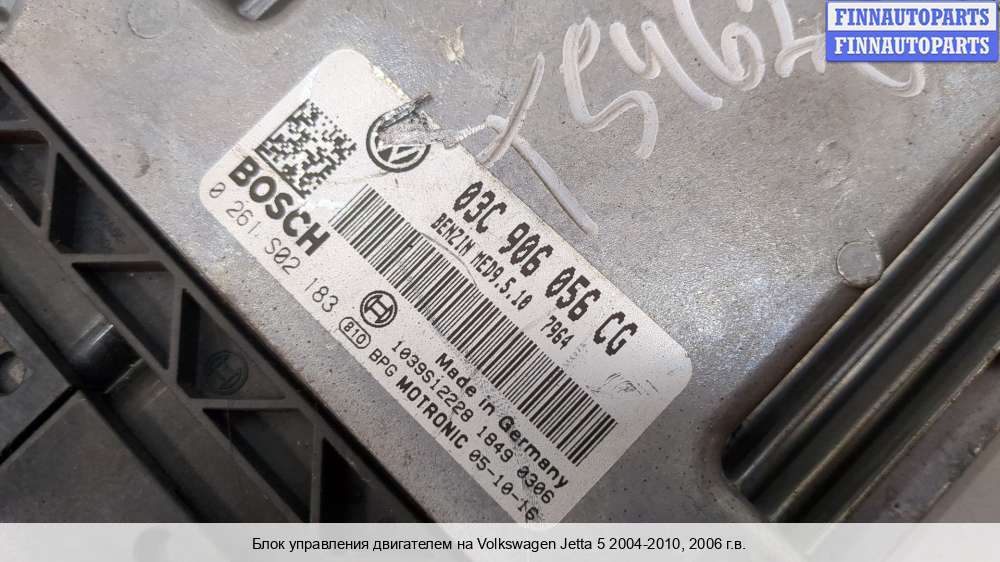 FINNAUTOPARTS
FINNAUTOPARTS
03C 906 056 CG
BENZIN MED9.5.10 7964
BOSCH
0 261 S02 183
Made in Germany
1039S12228 1849 0306
810 BPG MOTRONIC 05-10-16
Блок управления двигателем на Volkswagen Jetta 5 2004-2010, 2006 г.в.